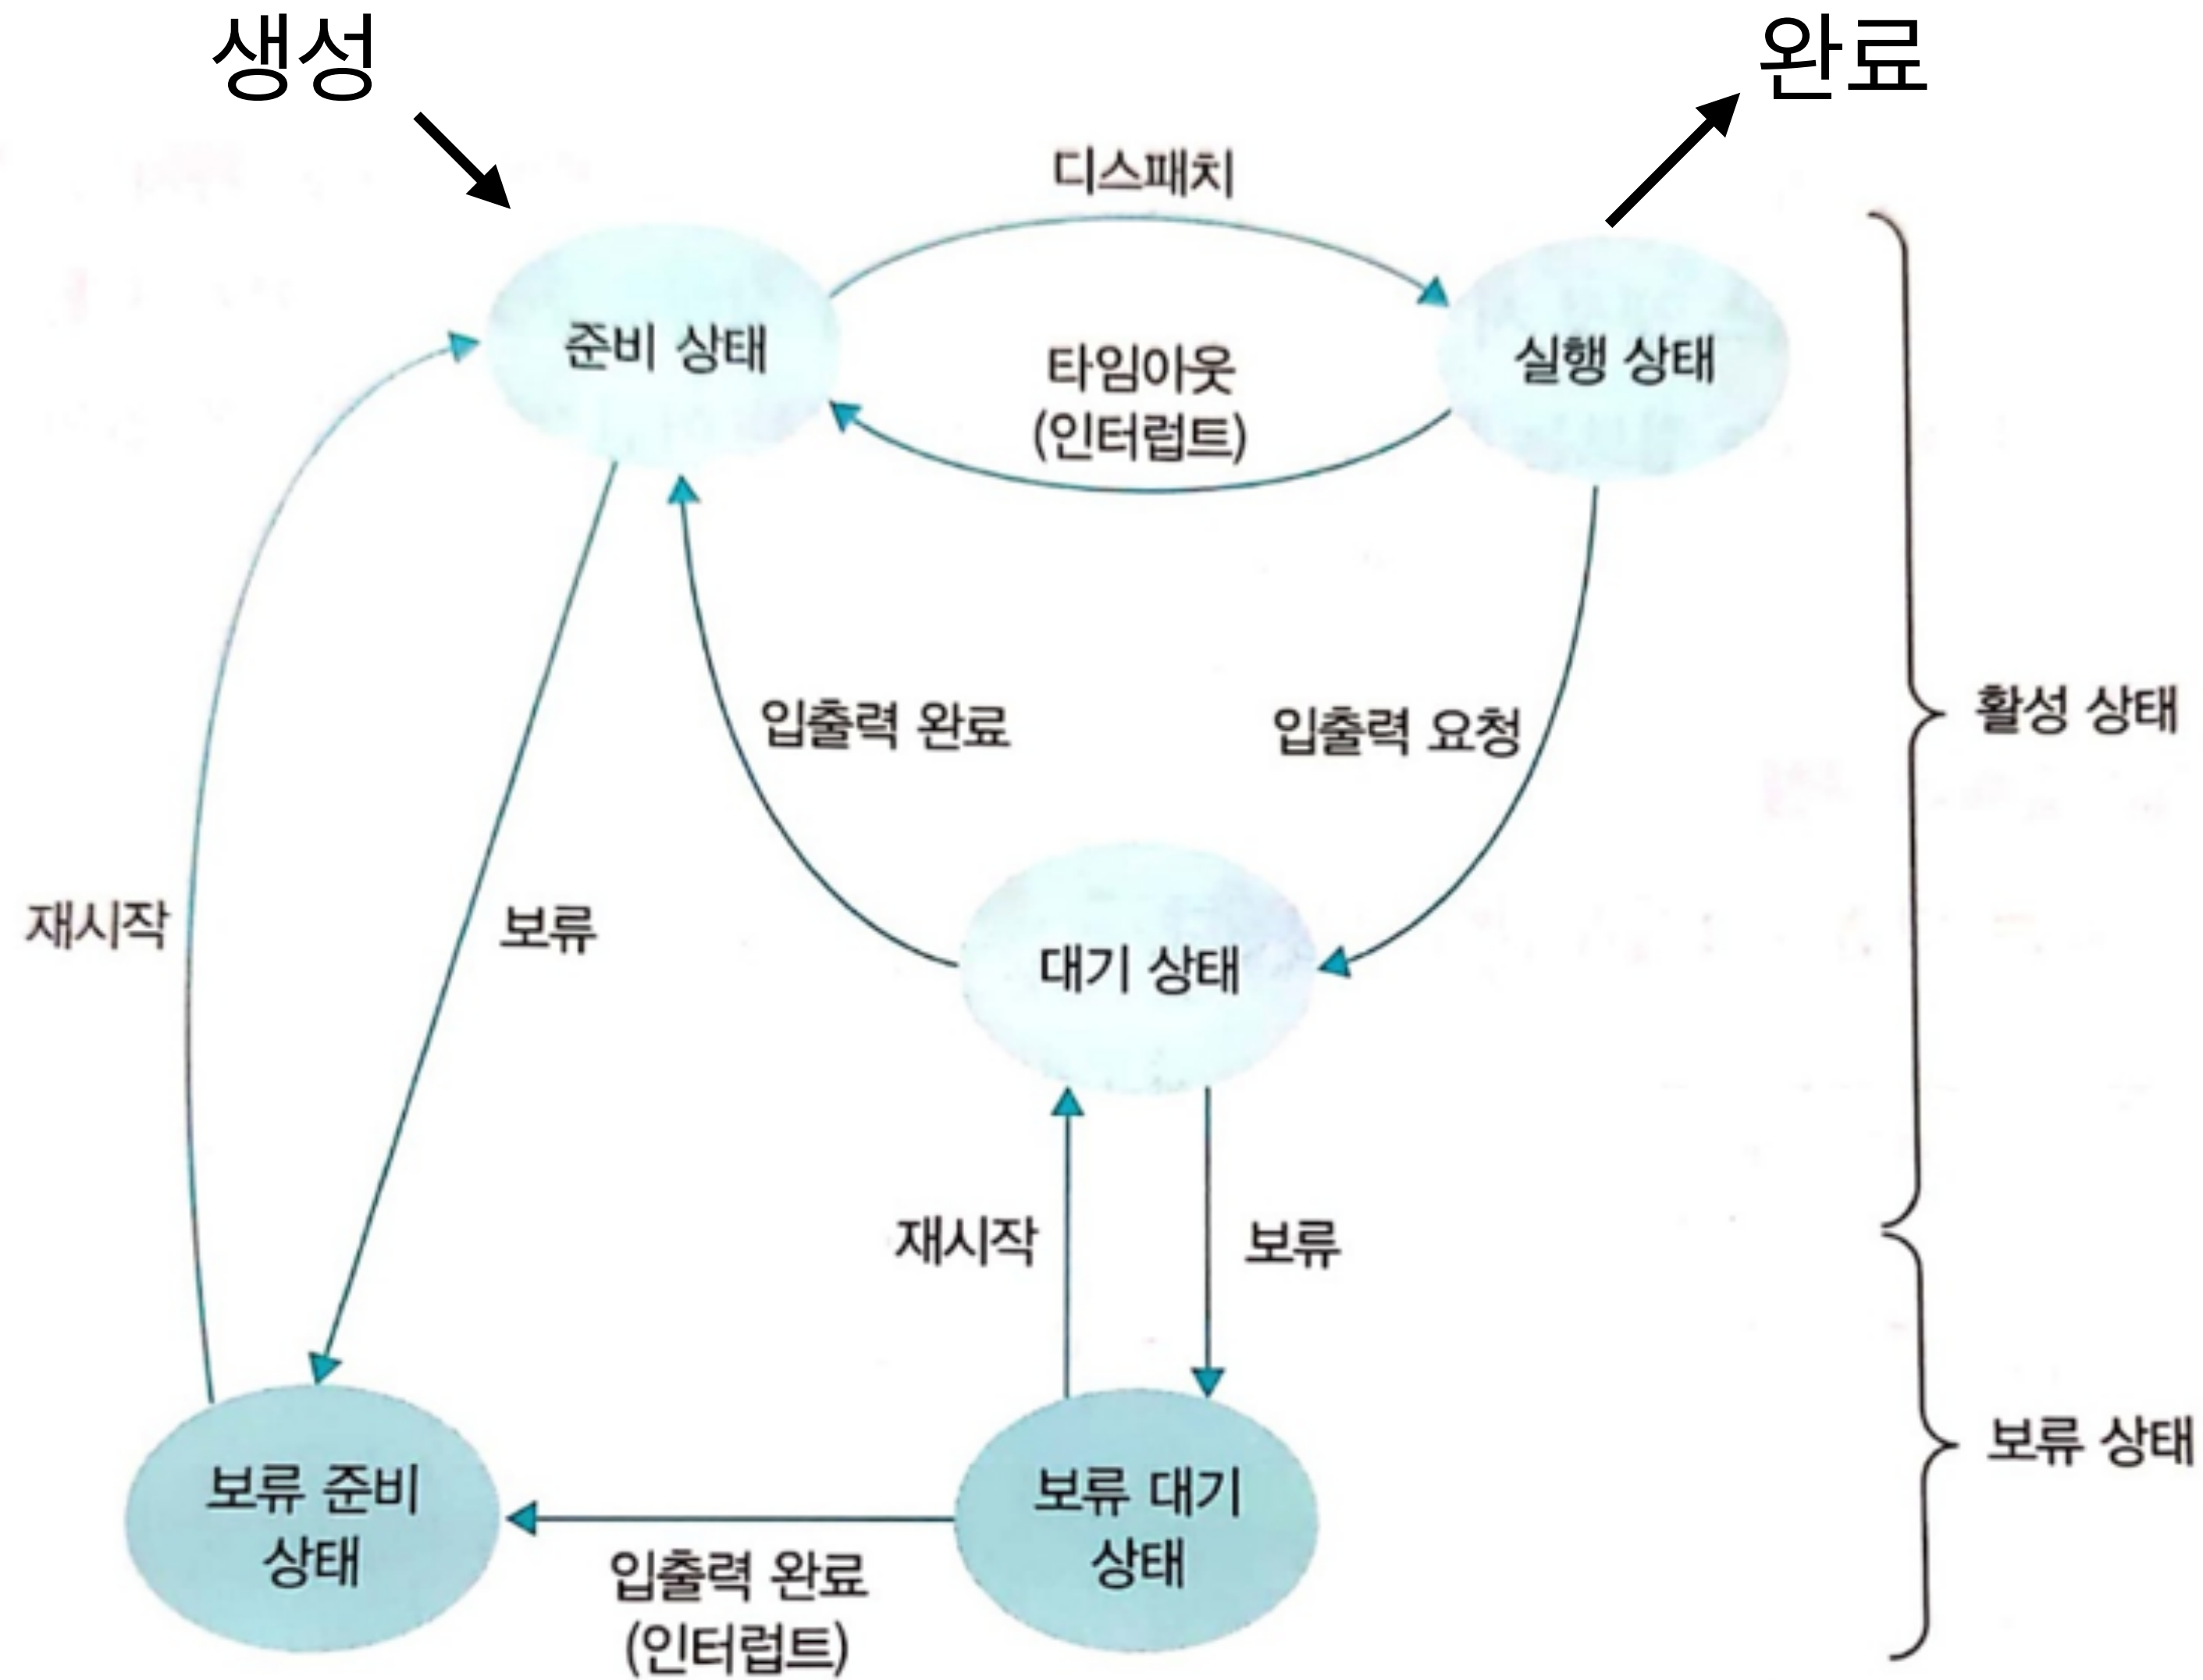 생성
완료
디스패치
준비 상태
실행 상태
타임아웃
(인터럽트)
입출력 완료
입출력 요청
활성 상태
재시작
보류
대기 상태
재시작
보류
보류 상태
보류 준비
상태
보류 대기
상태
입출력 완료
(인터럽트)